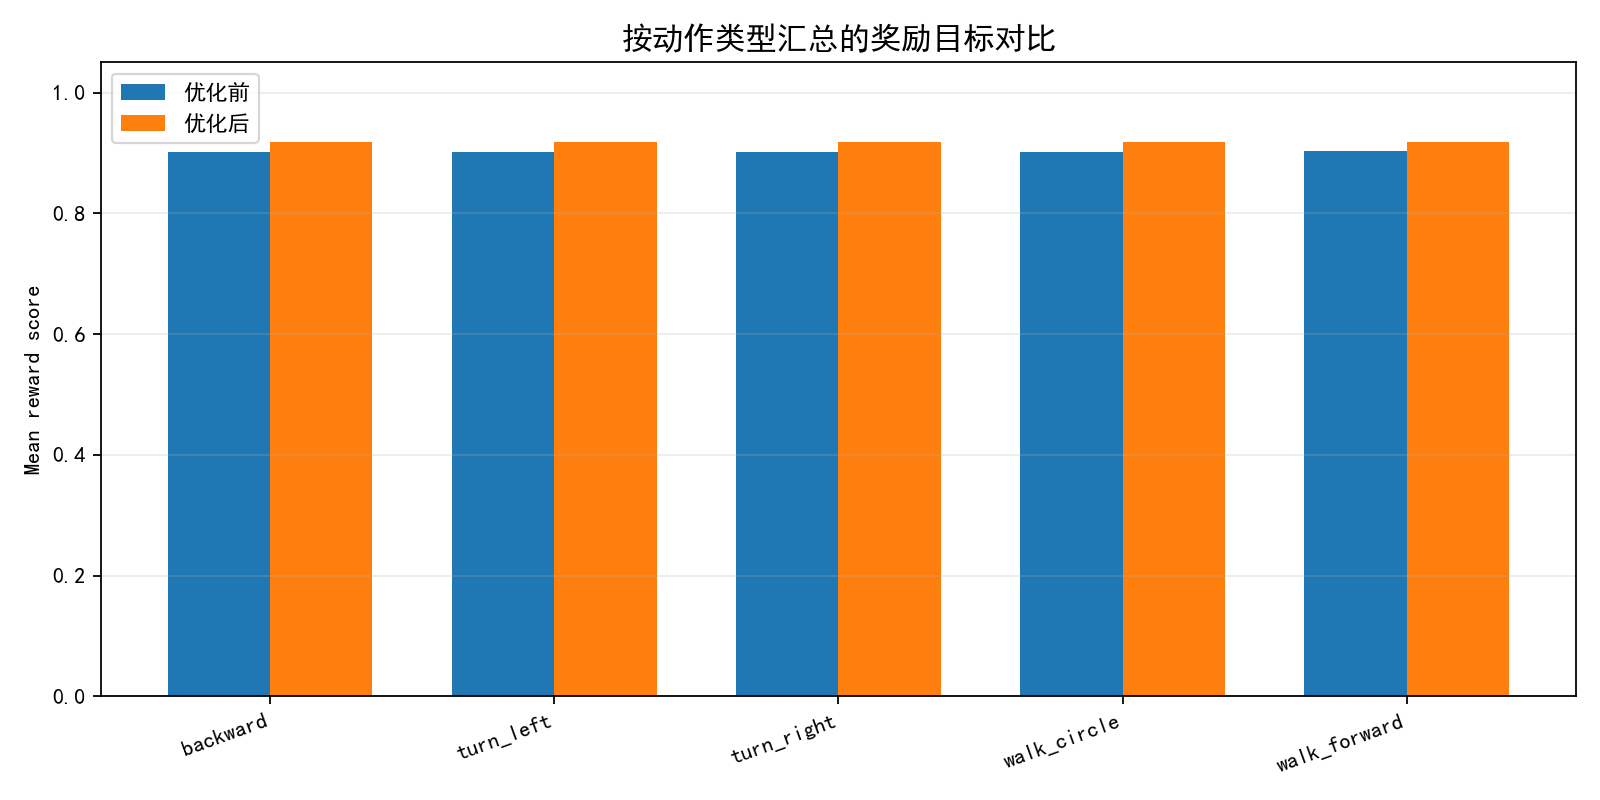 按动作类型汇总的奖励目标对比
优化前
优化后
Mean reward score
1.0
0.8
0.6
0.4
0.2
0.0
backward
turn_left
turn_right
walk_circle
walk_forward